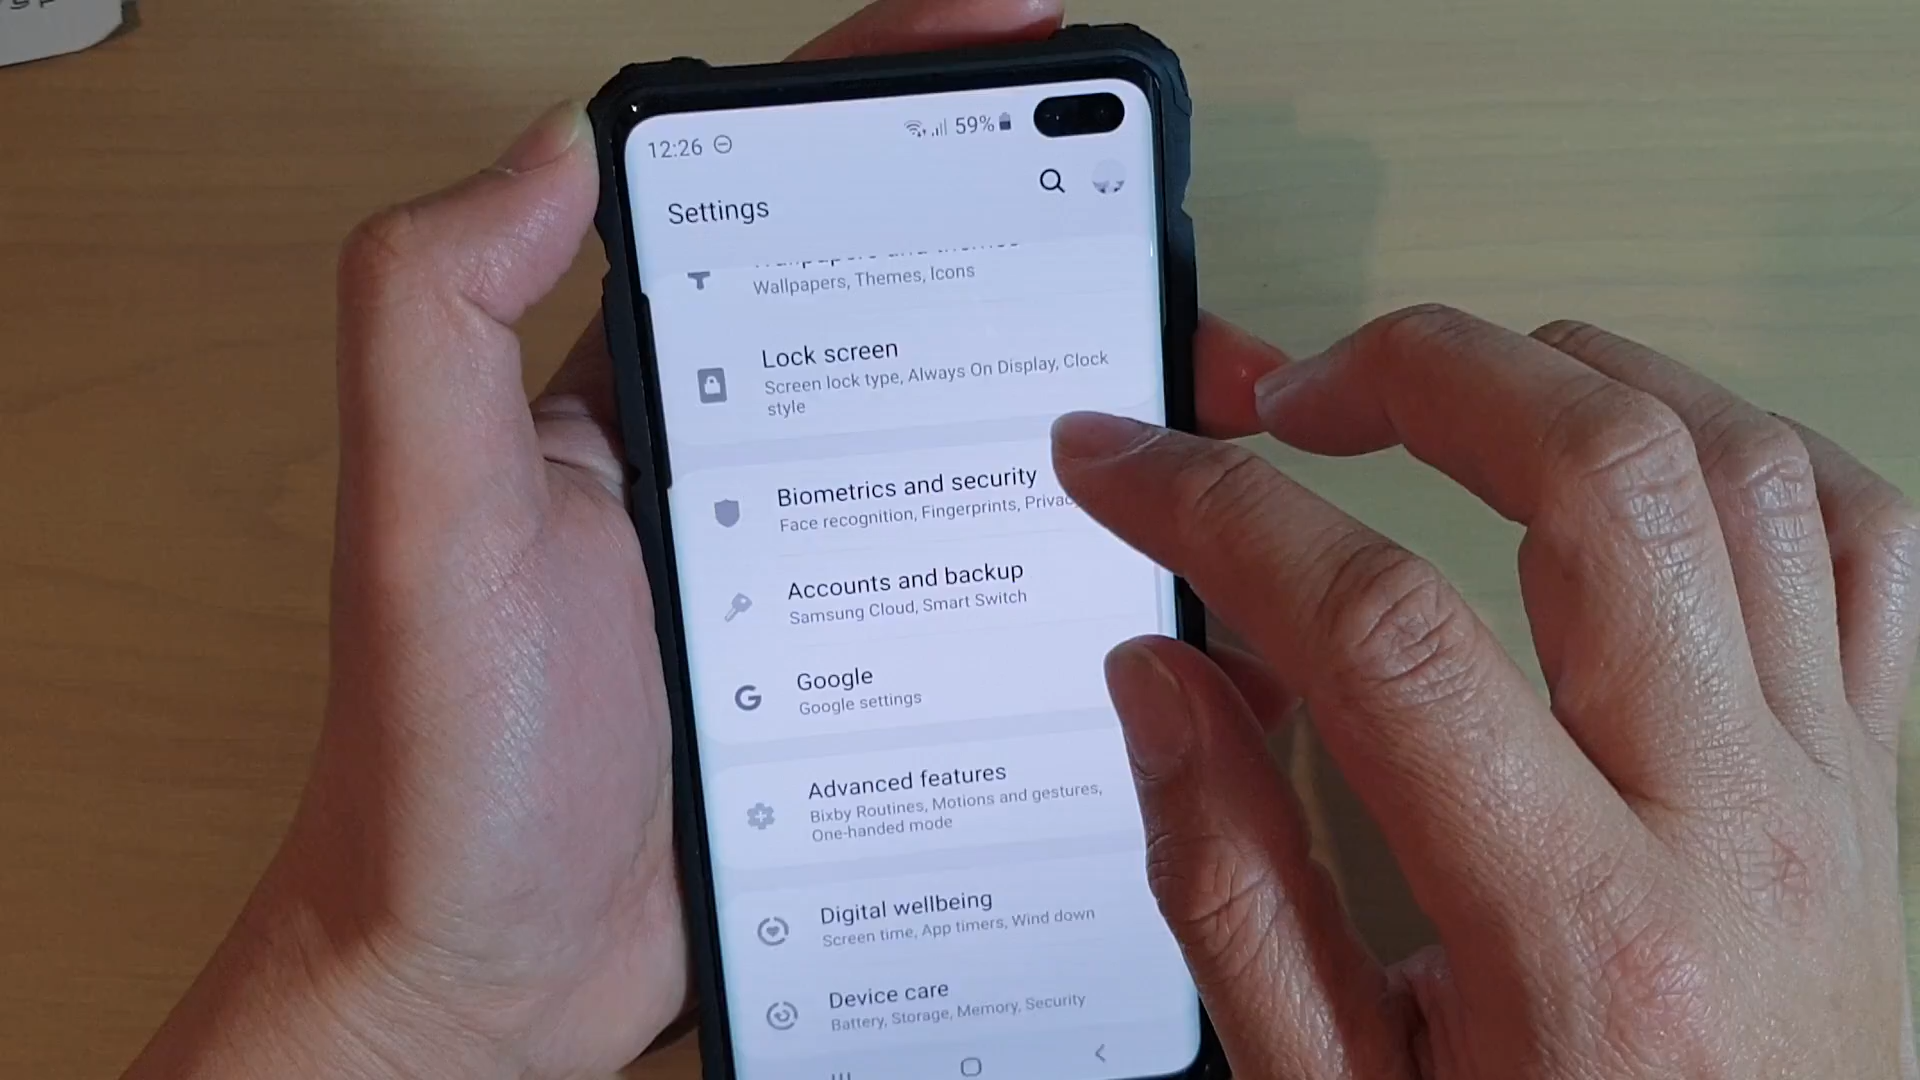 12:26
59%
Settings
Wallpapers and themes
Wallpapers, Themes, Icons
Lock screen
Screen lock type, Always On Display, Clock
style
Biometrics and security
Face recognition, Fingerprints,
Accounts and backup
Samsung Cloud, Smart Switch
Google
Google settings
Advanced features
Bixby Routines, Motions and gestures,
One-handed mode
Digital wellbeing
Screen time, App timers, Wind down
Device care
Battery, Storage, Memory, Security